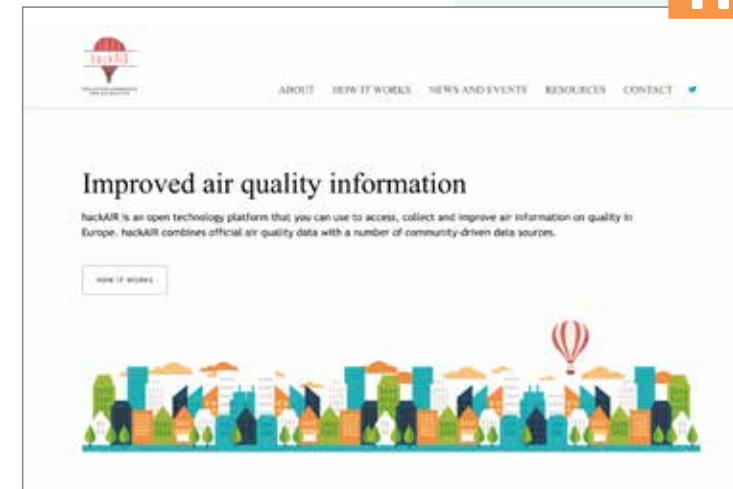 hackAIR
ABOUT HOW IT WORKS NEWS AND EVENTS RESOURCES CONTACT
Improved air quality information
hackAIR is an open technology platform that you can use to access, collect and improve air information on quality in
Europe. hackAIR combines official air quality data with a number of community-driven data sources.
HOW IT WORKS